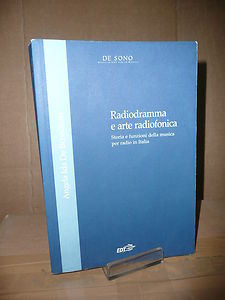 DE SONO
Radiodramma
e arte radiofonica
Storia e funzioni della musica
per radio in Italia
Angela Ida De Benedictis
EDT